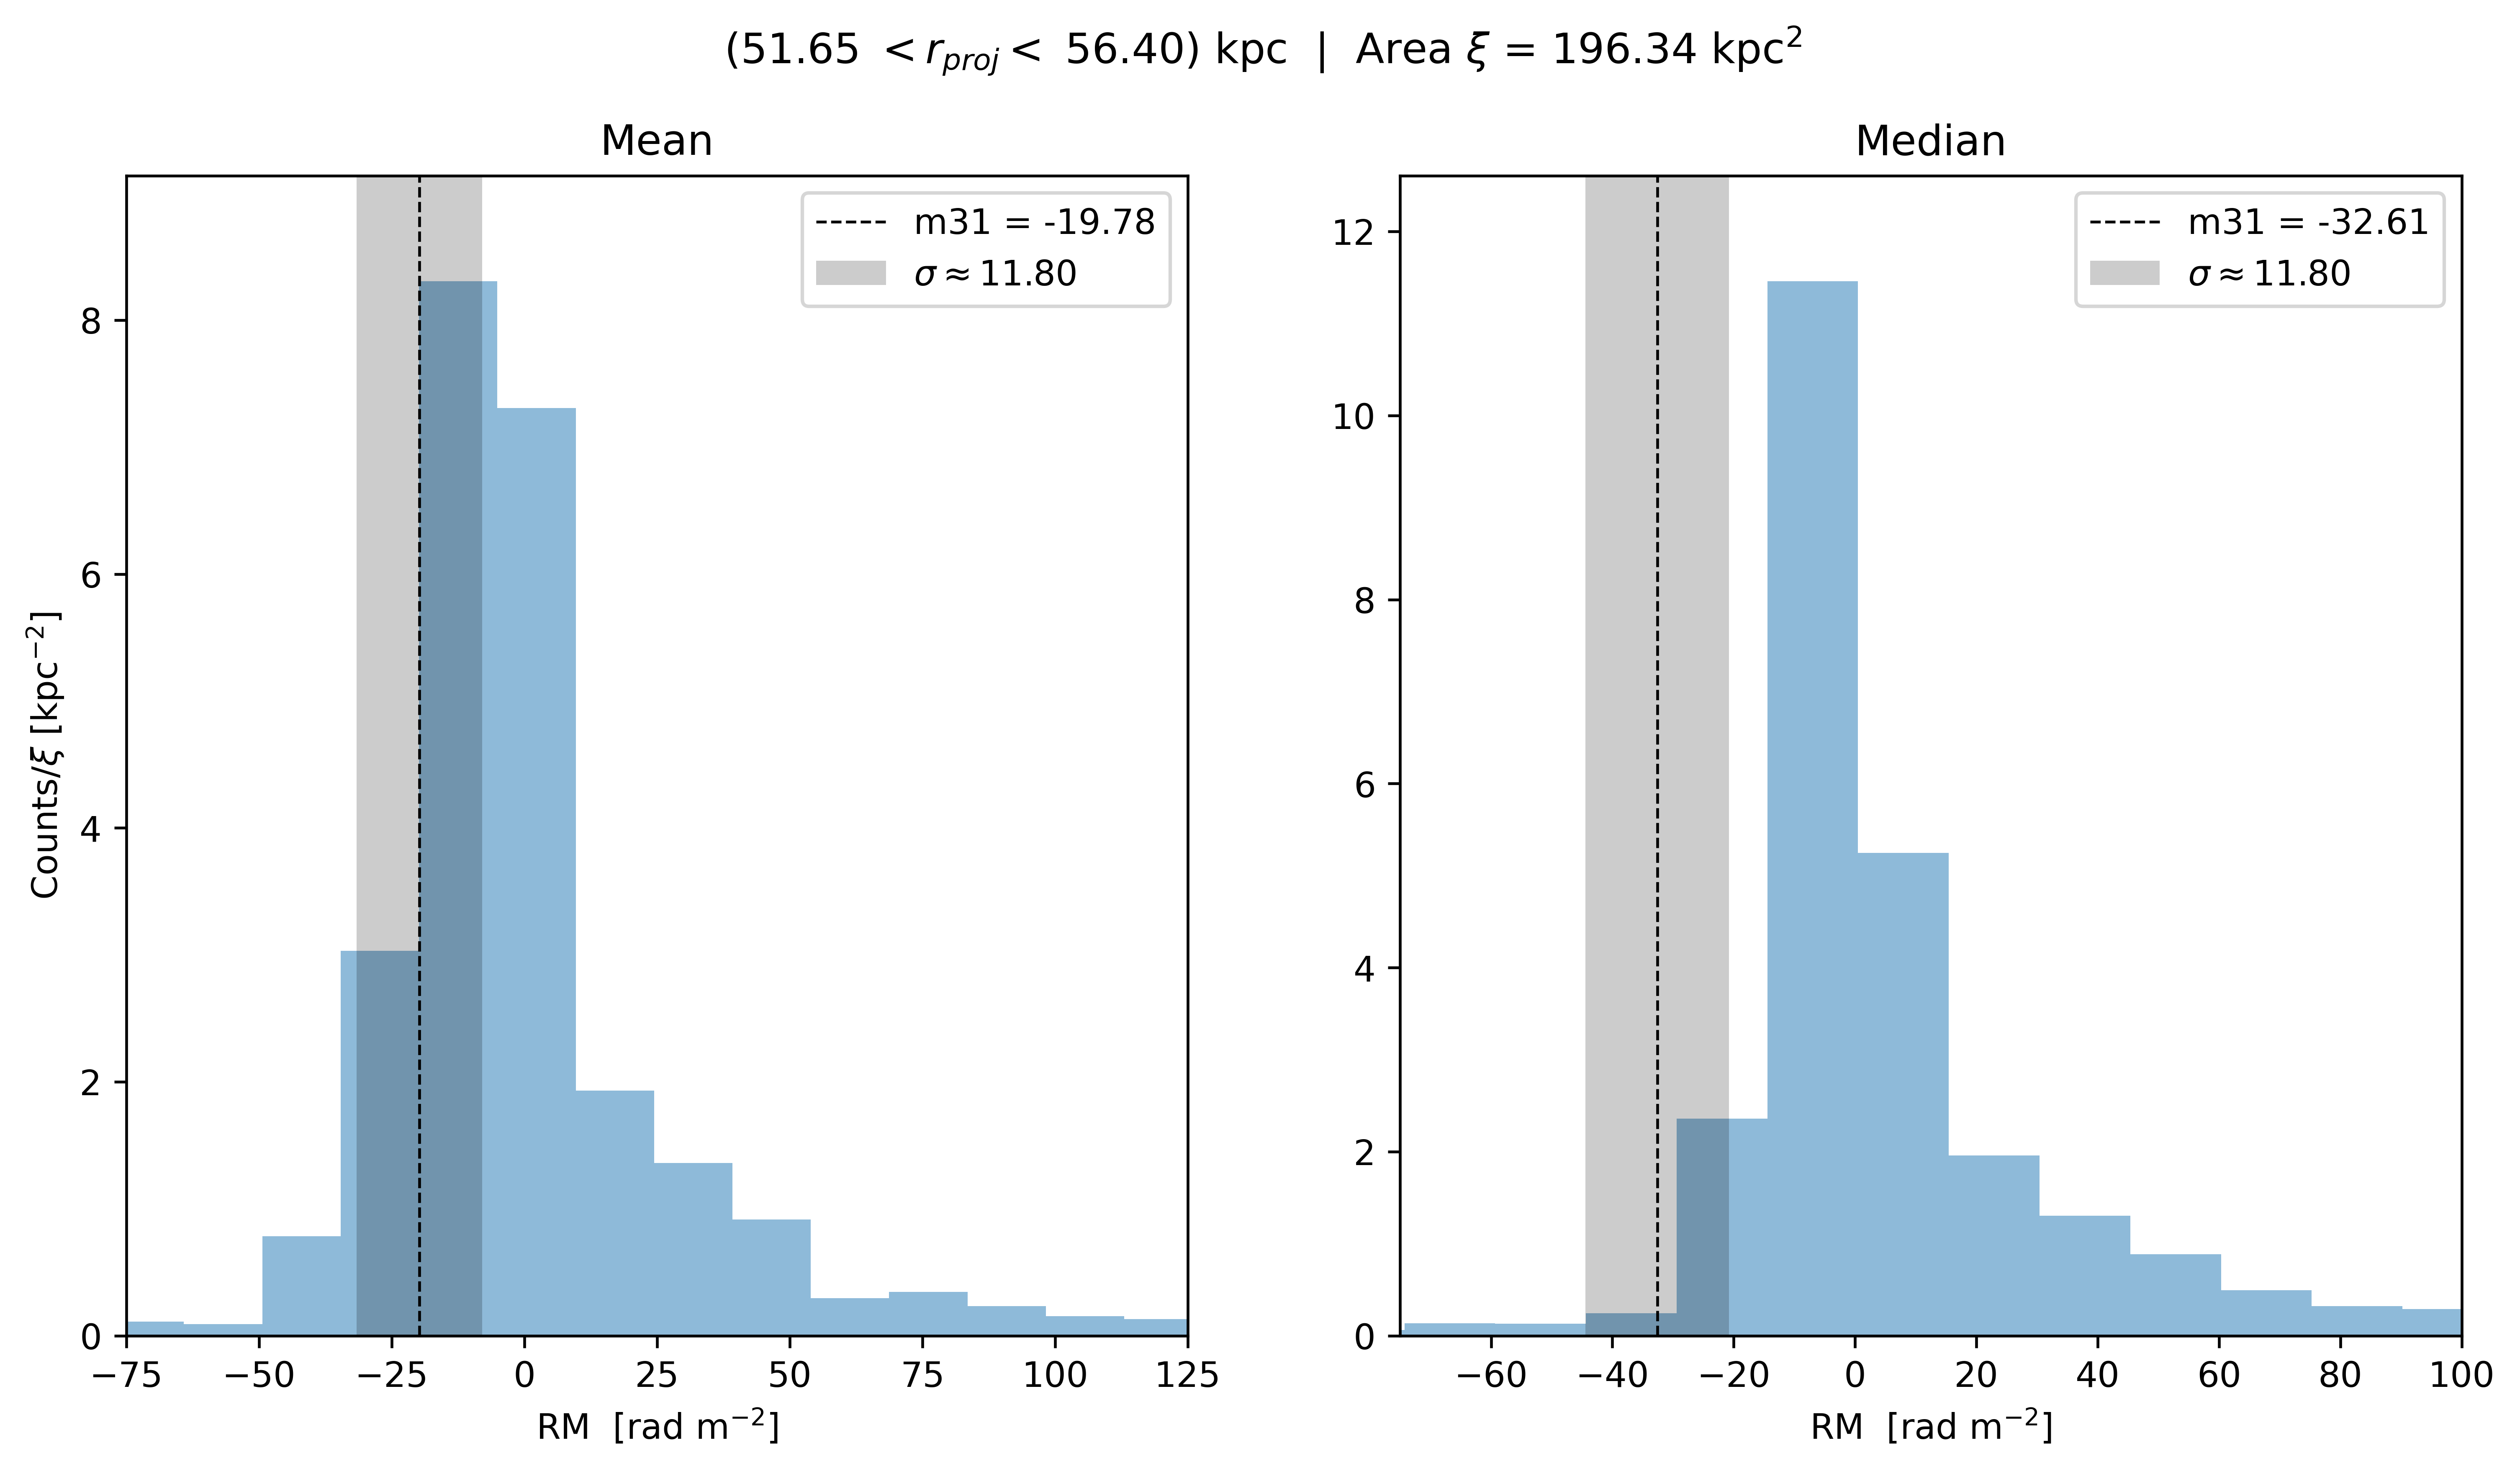 (51.65 < r_proj < 56.40) kpc | Area ξ = 196.34 kpc²
Mean
m31 = -19.78
σ ≈ 11.80
8
6
4
2
0
Counts/ξ [kpc⁻²]
−75 −50 −25 0 25 50 75 100 125
RM [rad m⁻²]
Median
m31 = -32.61
σ ≈ 11.80
12
10
8
6
4
2
0
−60 −40 −20 0 20 40 60 80 100
RM [rad m⁻²]